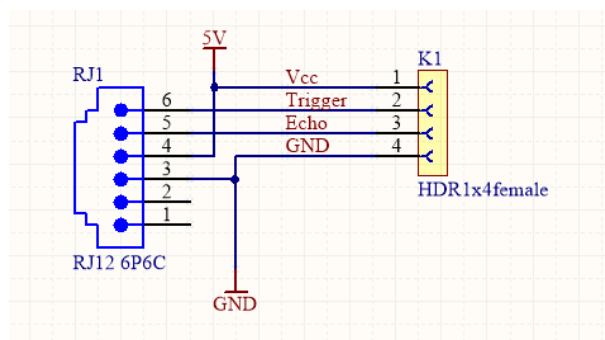 5V
RJ1
K1
Vcc
1
6
Trigger
2
5
Echo
3
4
GND
4
3
2
1
HDR1x4female
RJ12 6P6C
GND